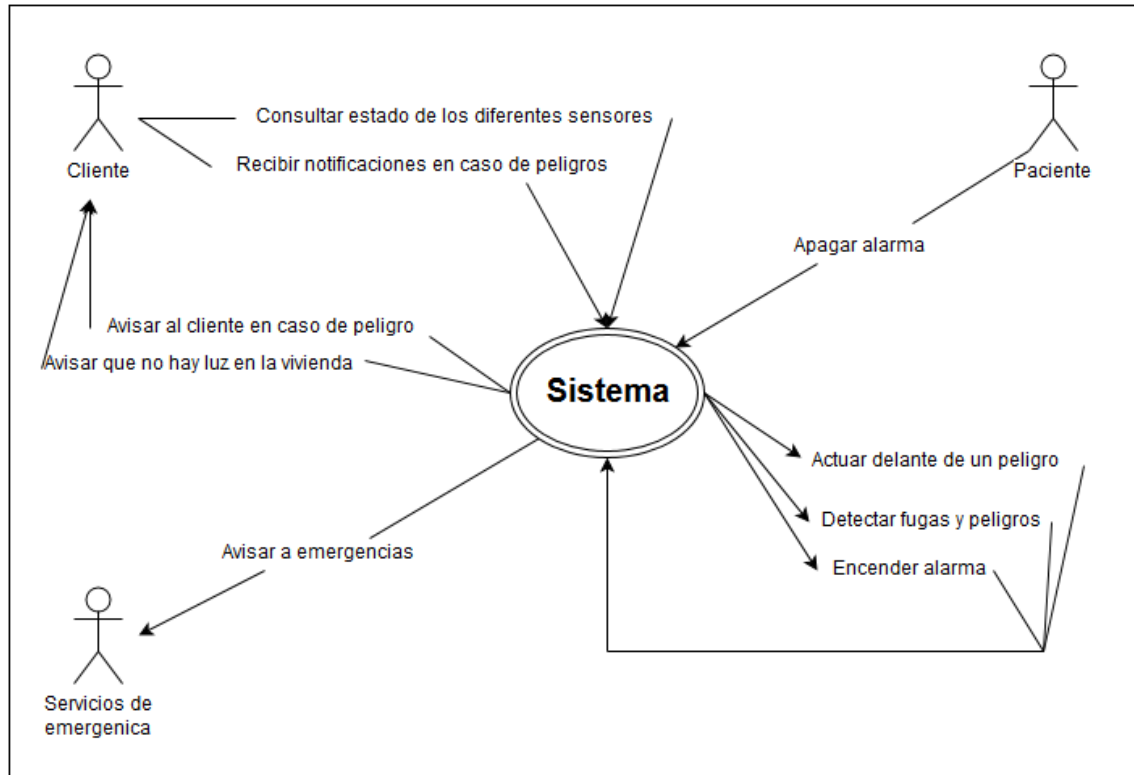 Consultar estado de los diferentes sensores
Recibir notificaciones en caso de peligros
Cliente
Paciente
Apagar alarma
Avisar al cliente en caso de peligro
Avisar que no hay luz en la vivienda
Sistema
Actuar delante de un peligro
Detectar fugas y peligros
Avisar a emergencias
Encender alarma
Servicios de
emergenica